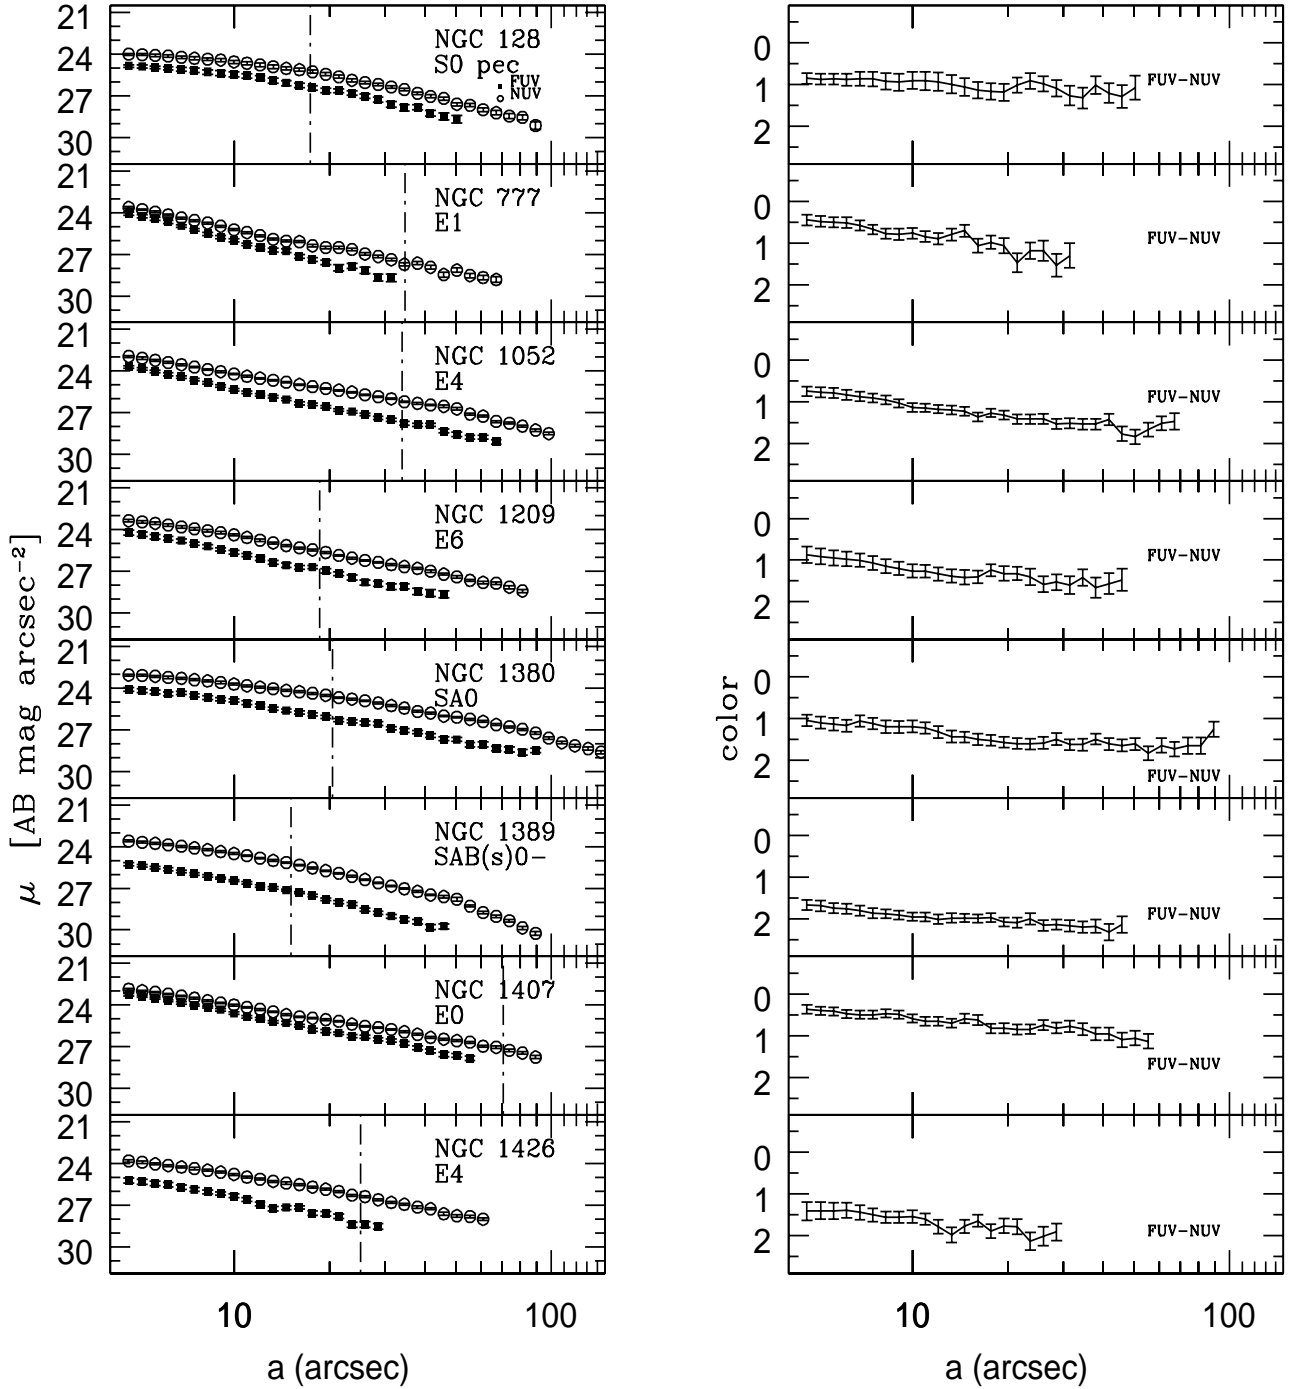 21
24
27
30
NGC 128
S0 pec
FUV
NUV
0
1
2
FUV-NUV
21
24
27
30
NGC 777
E1
0
1
2
FUV-NUV
21
24
27
30
NGC 1052
E4
0
1
2
FUV-NUV
21
24
27
30
NGC 1209
E6
0
1
2
FUV-NUV
21
24
27
30
NGC 1380
SA0
0
1
2
FUV-NUV
21
24
27
30
NGC 1389
SAB(s)0-
0
1
2
FUV-NUV
21
24
27
30
NGC 1407
E0
0
1
2
FUV-NUV
21
24
27
30
NGC 1426
E4
0
1
2
FUV-NUV
μ [AB mag arcsec⁻²]
color
10
100
a (arcsec)
10
100
a (arcsec)